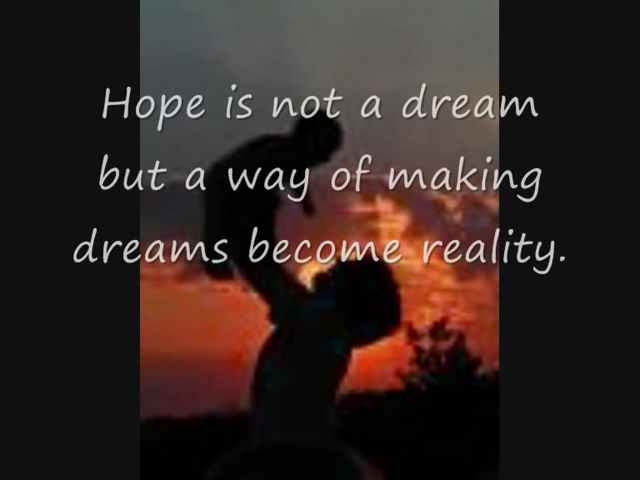 Hope is not a dream
but a way of making
dreams become reality.